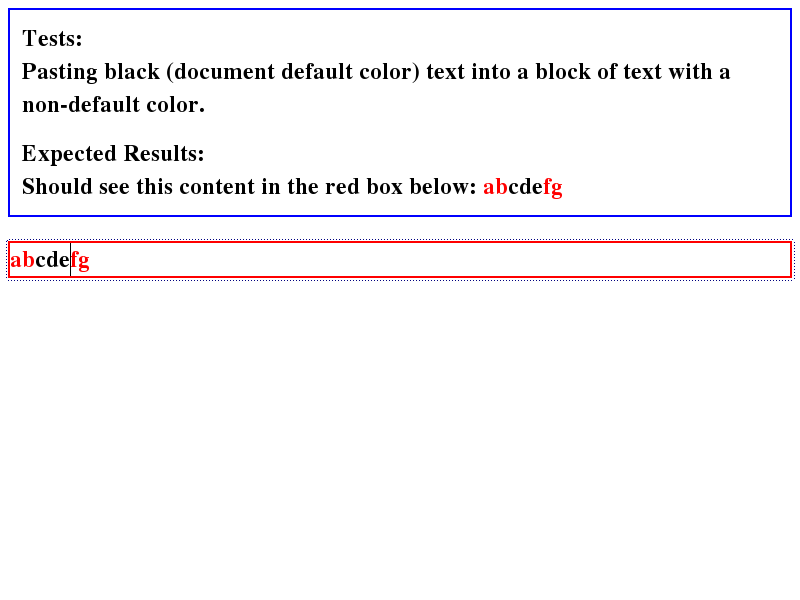 Tests:
Pasting black (document default color) text into a block of text with a
non-default color.
Expected Results:
Should see this content in the red box below: abcdefg
abcdefg